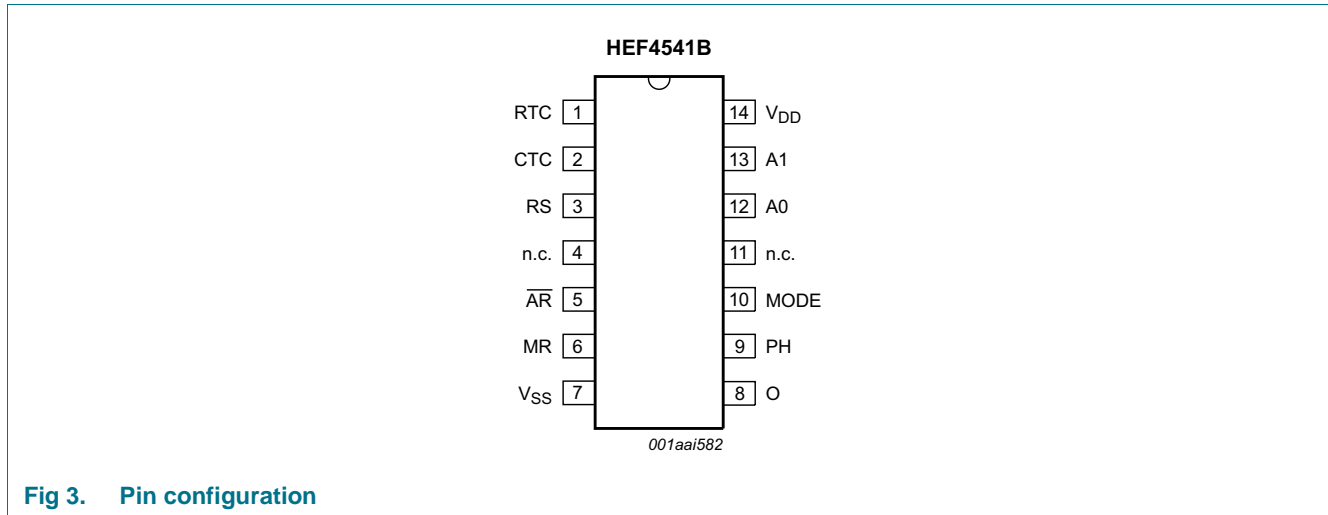 HEF4541B
RTC 1 14 VDD
CTC 2 13 A1
RS 3 12 A0
n.c. 4 11 n.c.
A̅R̅ 5 10 MODE
MR 6 9 PH
VSS 7 8 O
001aai582
Fig 3. Pin configuration